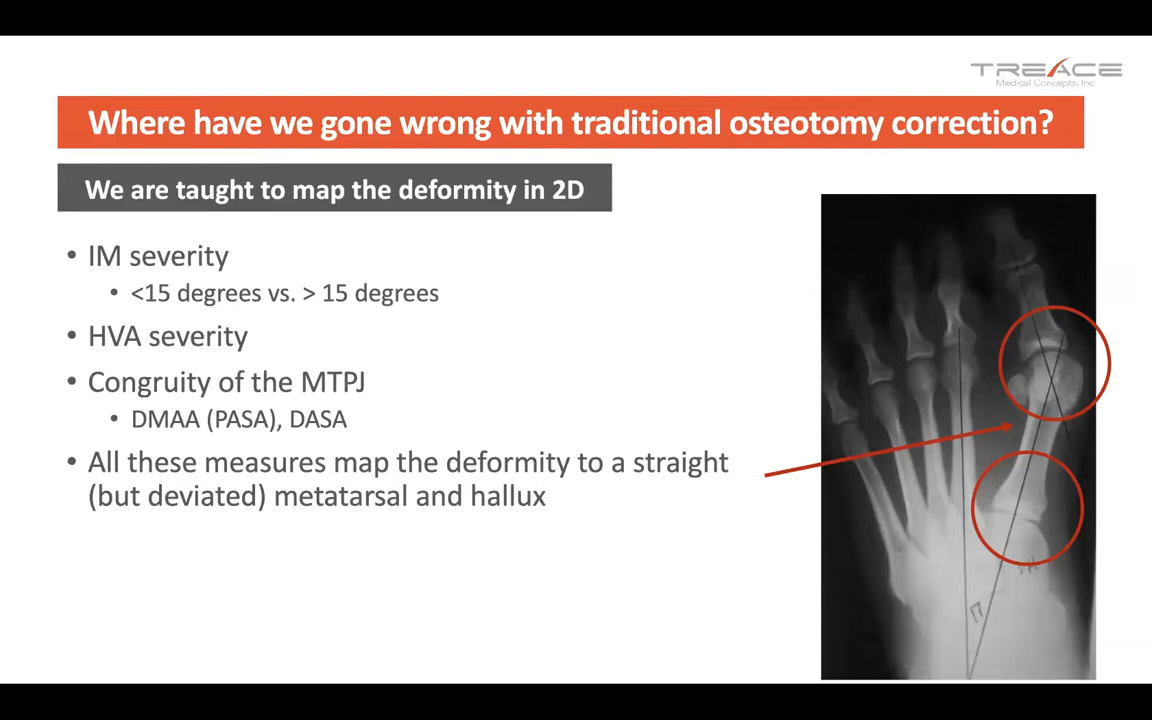 TREACE
Medical Concepts, Inc.
Where have we gone wrong with traditional osteotomy correction?
We are taught to map the deformity in 2D
• IM severity
• <15 degrees vs. > 15 degrees
• HVA severity
• Congruity of the MTPJ
• DMAA (PASA), DASA
• All these measures map the deformity to a straight
(but deviated) metatarsal and hallux